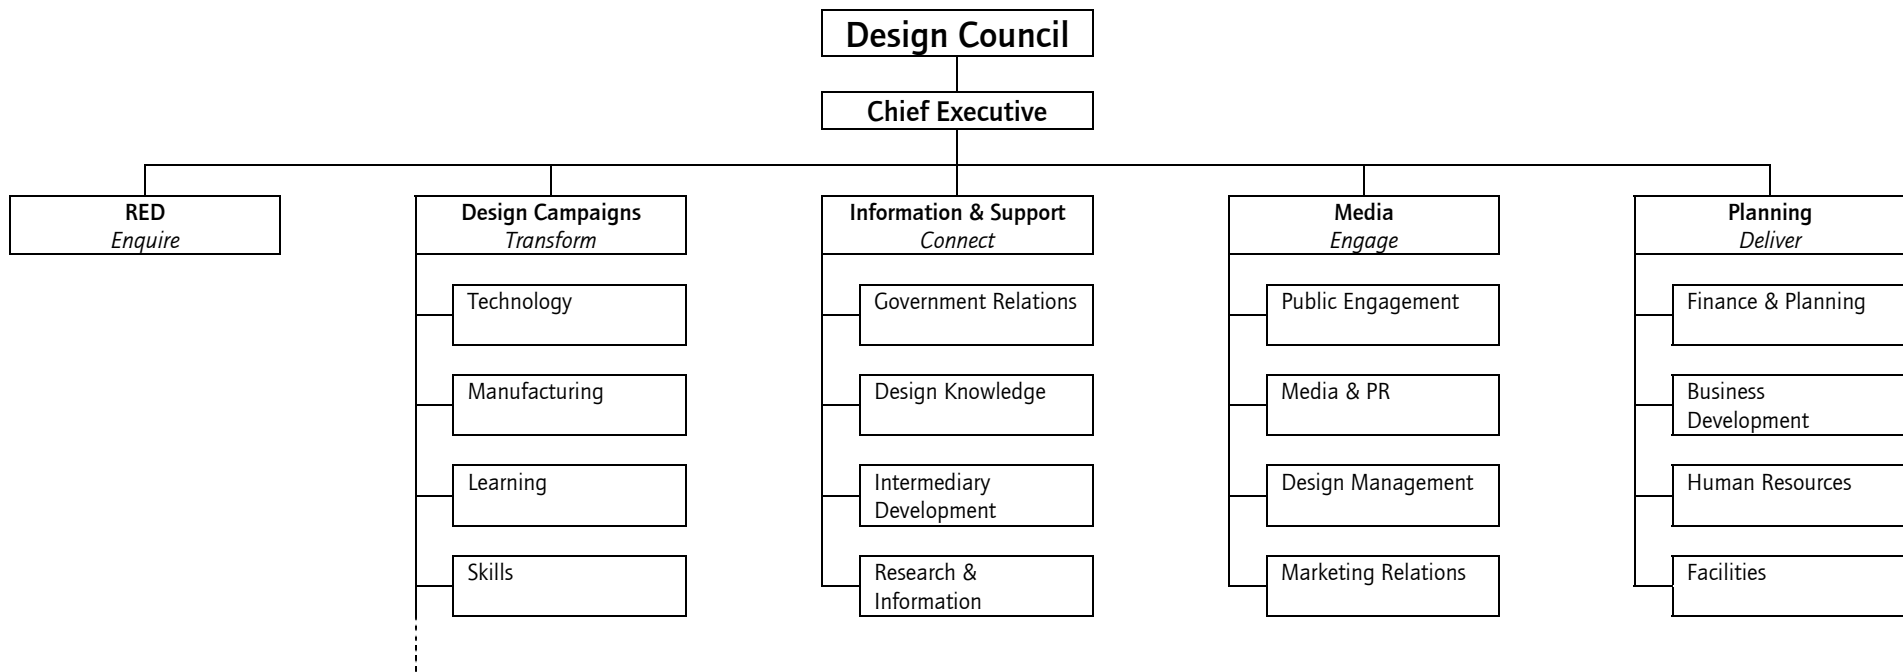 Design Council
Chief Executive
RED
Enquire
Design Campaigns
Transform
Technology
Manufacturing
Learning
Skills
Information & Support
Connect
Government Relations
Design Knowledge
Intermediary
Development
Research &
Information
Media
Engage
Public Engagement
Media & PR
Design Management
Marketing Relations
Planning
Deliver
Finance & Planning
Business
Development
Human Resources
Facilities